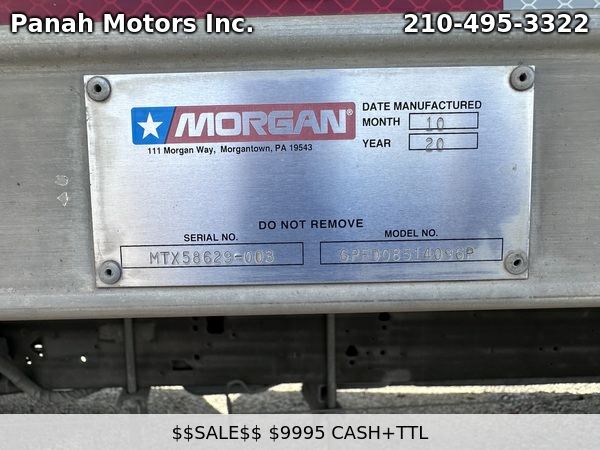 Panah Motors Inc. 210-495-3322
MORGAN®
111 Morgan Way, Morgantown, PA 19543
DATE MANUFACTURED
MONTH 10
YEAR 20
DO NOT REMOVE
SERIAL NO. MODEL NO.
MTX58629-003
$$SALE$$ $9995 CASH+TTL